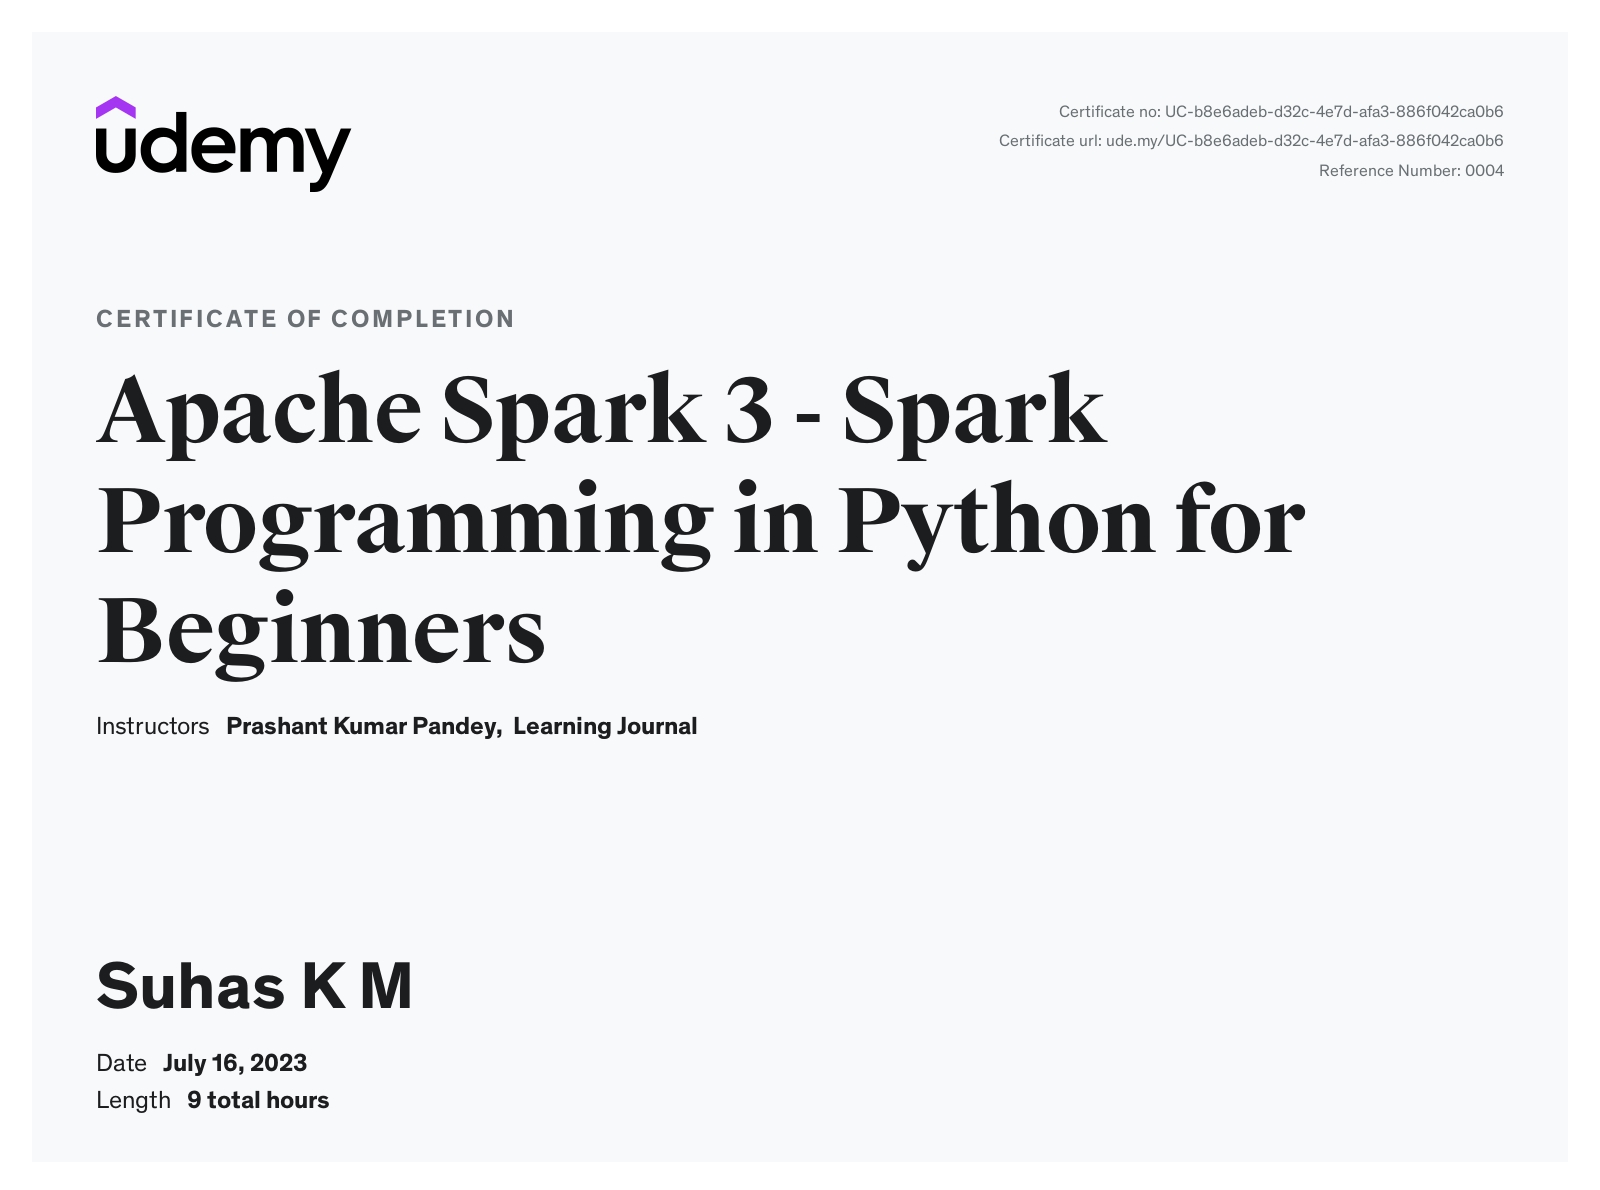 udemy
Certificate no: UC-b8e6adeb-d32c-4e7d-afa3-886f042ca0b6
Certificate url: ude.my/UC-b8e6adeb-d32c-4e7d-afa3-886f042ca0b6
Reference Number: 0004
CERTIFICATE OF COMPLETION
Apache Spark 3 - Spark
Programming in Python for
Beginners
Instructors Prashant Kumar Pandey, Learning Journal
Suhas K M
Date July 16, 2023
Length 9 total hours